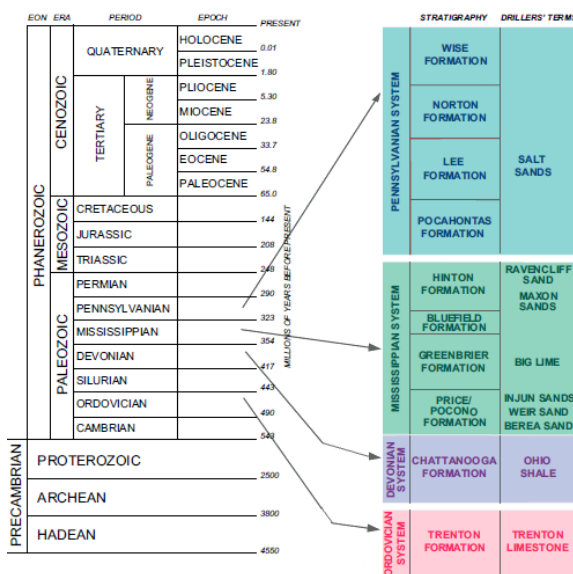 EON ERA PERIOD EPOCH PRESENT
STRATIGRAPHY DRILLERS' TERMS
PHANEROZOIC
CENOZOIC
QUATERNARY
HOLOCENE
0.01
PLEISTOCENE
1.80
TERTIARY
NEOGENE
PLIOCENE
5.30
MIOCENE
23.8
PALEOGENE
OLIGOCENE
33.7
EOCENE
54.8
PALEOCENE
65.0
MESOZOIC
CRETACEOUS
144
JURASSIC
208
TRIASSIC
248
PALEOZOIC
PERMIAN
290
PENNSYLVANIAN
323
MISSISSIPPIAN
354
DEVONIAN
417
SILURIAN
443
ORDOVICIAN
490
CAMBRIAN
543
MILLIONS OF YEARS BEFORE PRESENT
PRECAMBRIAN
PROTEROZOIC
2500
ARCHEAN
3800
HADEAN
4550
PENNSYLVANIAN SYSTEM
WISE
FORMATION
NORTON
FORMATION
LEE
FORMATION
POCAHONTAS
FORMATION
SALT
SANDS
MISSISSIPPIAN SYSTEM
HINTON
FORMATION
BLUEFIELD
FORMATION
GREENBRIER
FORMATION
PRICE/
POCONO
FORMATION
RAVENCLIFF
SAND
MAXON
SANDS
BIG LIME
INJUN SANDS
WEIR SAND
BEREA SAND
DEVONIAN
SYSTEM
CHATTANOOGA
FORMATION
OHIO
SHALE
ORDOVICIAN
SYSTEM
TRENTON
FORMATION
TRENTON
LIMESTONE